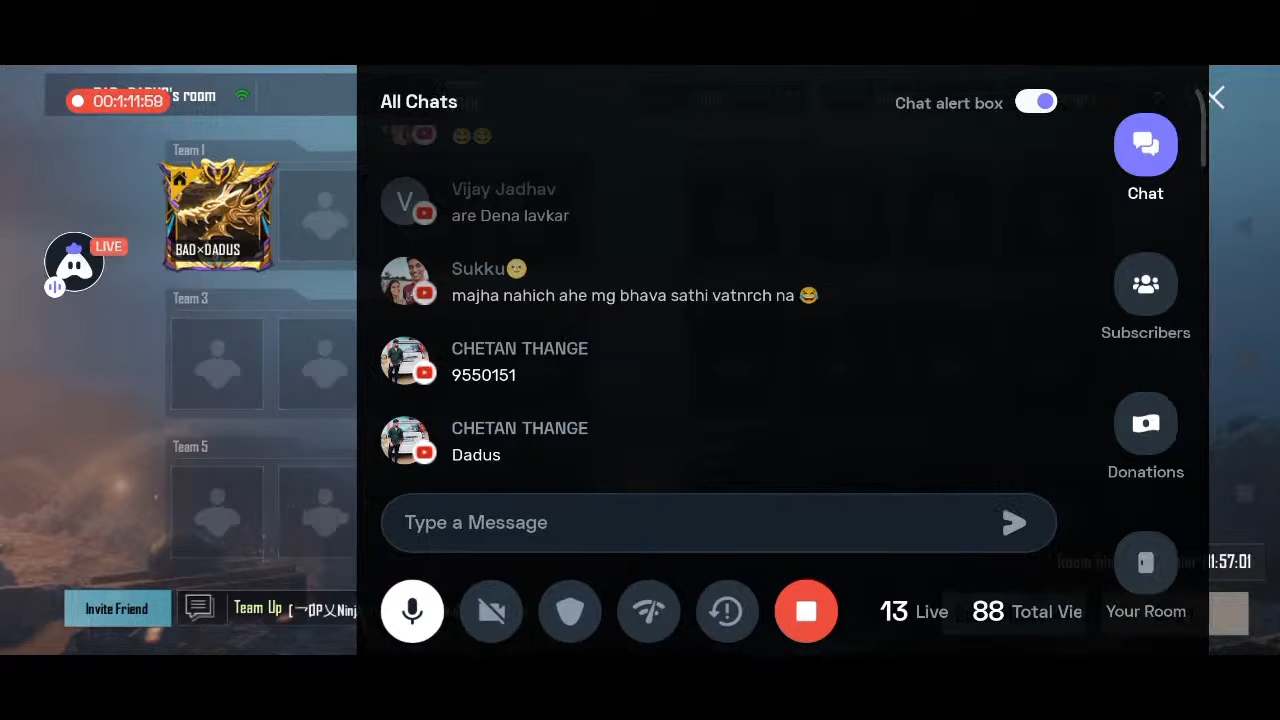 's room
00:1:11:59
All Chats
Chat alert box
Team 1
BAD×DADUS
LIVE
Team 3
Team 5
V
Vijay Jadhav
are Dena lavkar
Sukku🌝
majha nahich ahe mg bhava sathi vatnrch na 😂
CHETAN THANGE
9550151
CHETAN THANGE
Dadus
Type a Message
Chat
Subscribers
Donations
Your Room
:57:01
Invite Friend
Team Up
13 Live
88 Total Vie